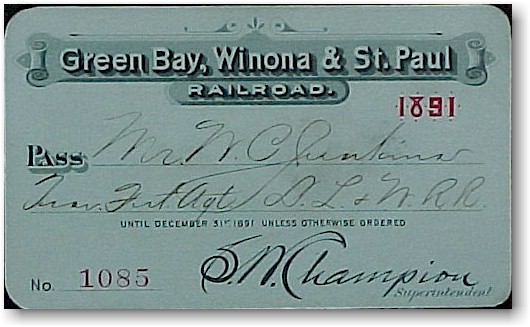 Green Bay, Winona & St. Paul
RAILROAD.
1891
PASS Mr. W. C. Jenkins
Trav. Frt. Agt. D. L. & W. R. R.
UNTIL DECEMBER 31ST 1891 UNLESS OTHERWISE ORDERED
No. 1085 S. W. Champion
Superintendent